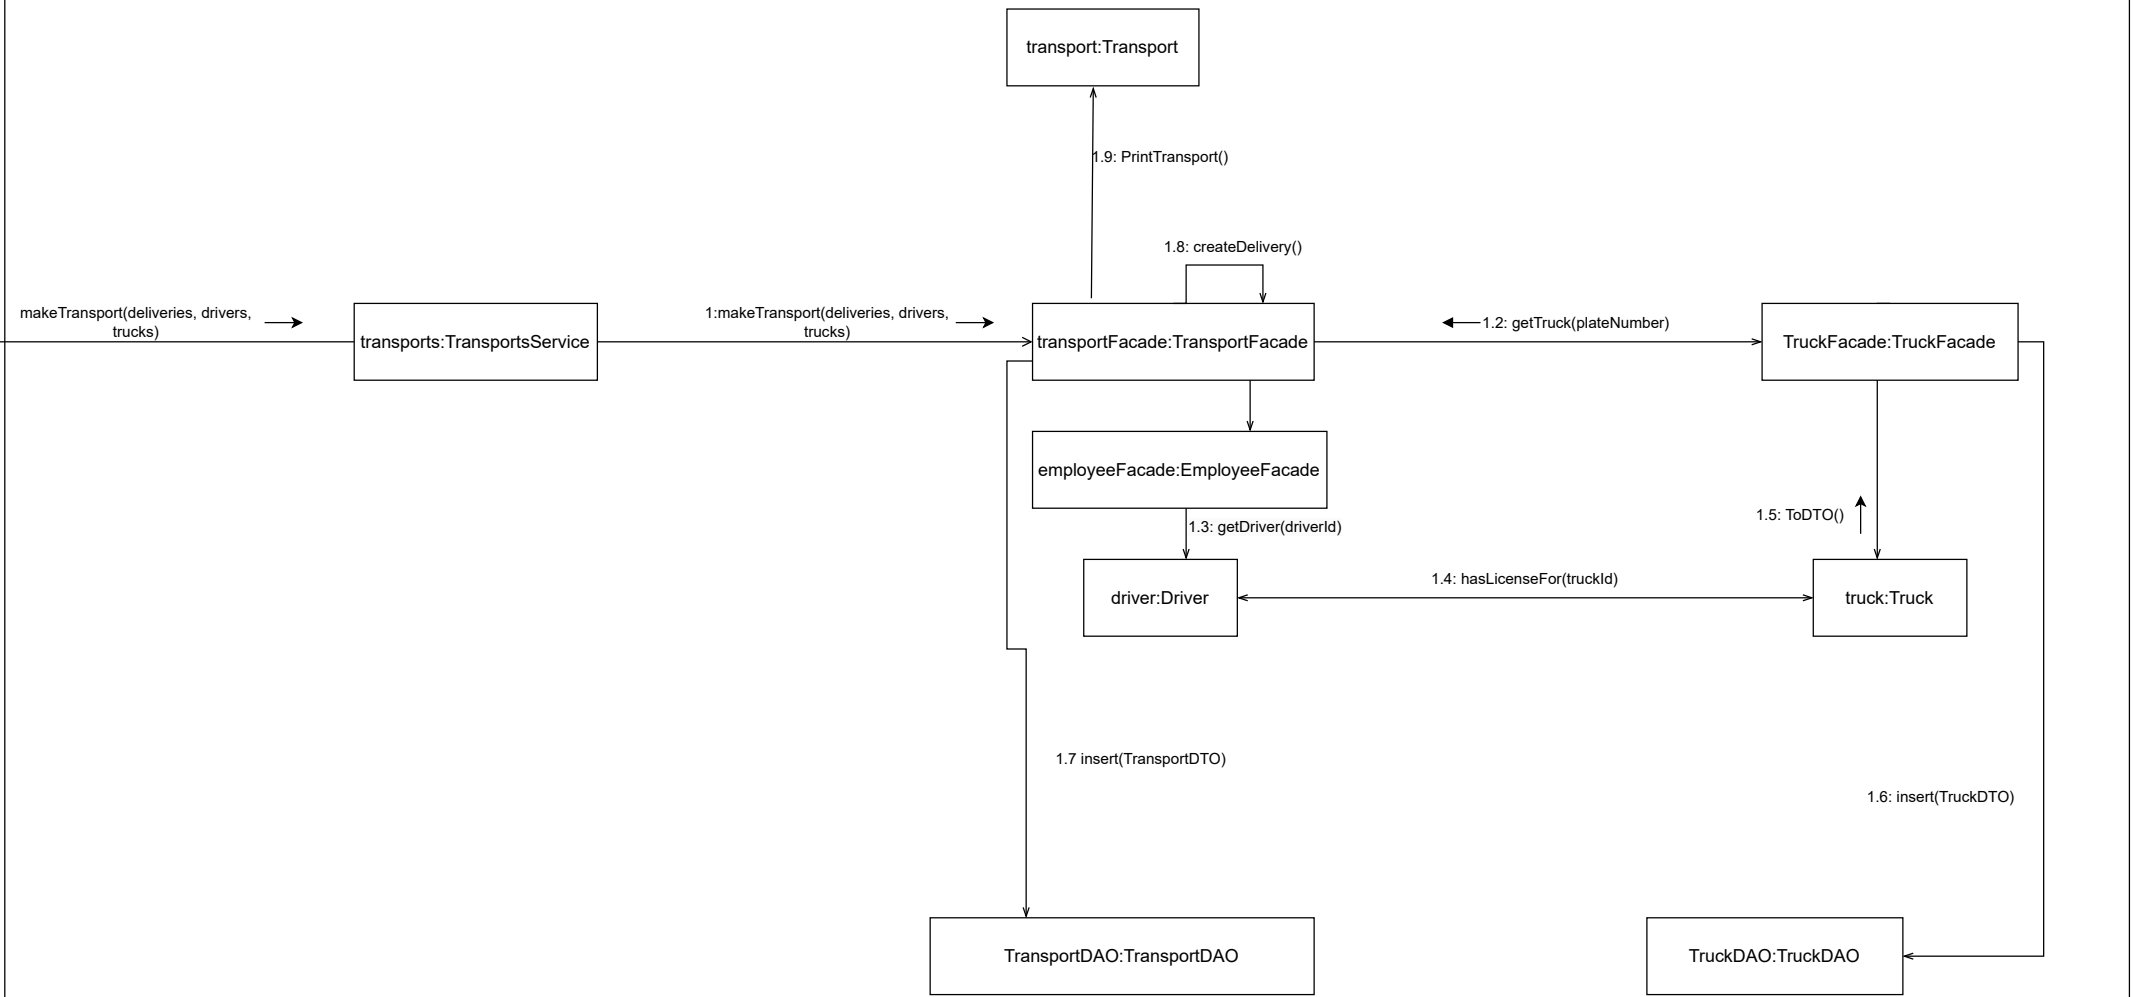 transport:Transport
1.9: PrintTransport()
1.8: createDelivery()
makeTransport(deliveries, drivers,
trucks)
transports:TransportsService
1:makeTransport(deliveries, drivers,
trucks)
transportFacade:TransportFacade
1.2: getTruck(plateNumber)
TruckFacade:TruckFacade
employeeFacade:EmployeeFacade
1.3: getDriver(driverId)
1.5: ToDTO()
driver:Driver
1.4: hasLicenseFor(truckId)
truck:Truck
1.7 insert(TransportDTO)
1.6: insert(TruckDTO)
TransportDAO:TransportDAO
TruckDAO:TruckDAO